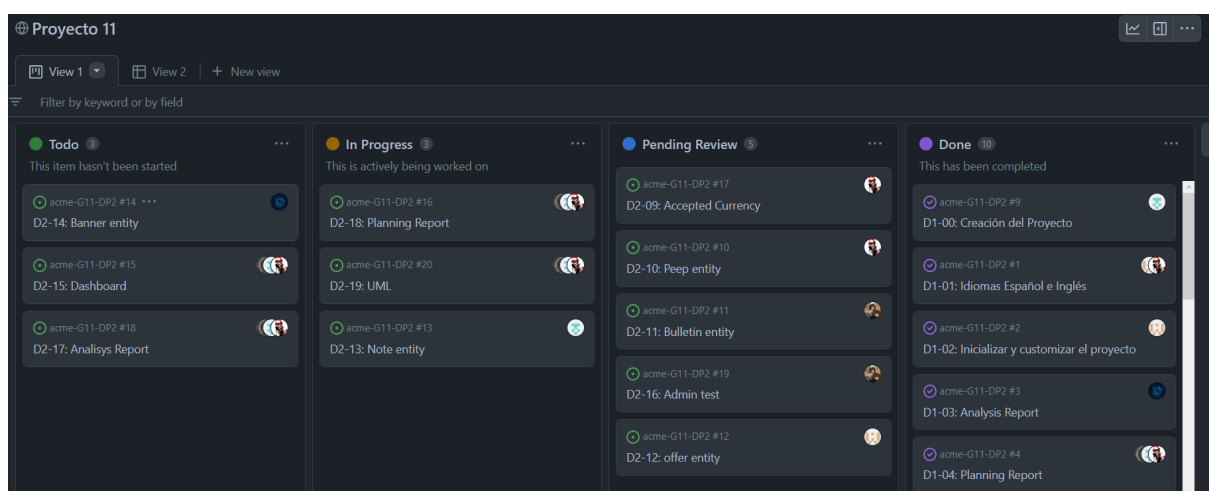 Proyecto 11
View 1
View 2
New view
Filter by keyword or by field
Todo 3
This item hasn't been started
acme-G11-DP2 #14
D2-14: Banner entity
acme-G11-DP2 #15
D2-15: Dashboard
acme-G11-DP2 #18
D2-17: Analisys Report
In Progress 3
This is actively being worked on
acme-G11-DP2 #16
D2-18: Planning Report
acme-G11-DP2 #20
D2-19: UML
acme-G11-DP2 #13
D2-13: Note entity
Pending Review 5
acme-G11-DP2 #17
D2-09: Accepted Currency
acme-G11-DP2 #10
D2-10: Peep entity
acme-G11-DP2 #11
D2-11: Bulletin entity
acme-G11-DP2 #19
D2-16: Admin test
acme-G11-DP2 #12
D2-12: offer entity
Done 10
This has been completed
acme-G11-DP2 #9
D1-00: Creación del Proyecto
acme-G11-DP2 #1
D1-01: Idiomas Español e Inglés
acme-G11-DP2 #2
D1-02: Inicializar y customizar el proyecto
acme-G11-DP2 #3
D1-03: Analysis Report
acme-G11-DP2 #4
D1-04: Planning Report